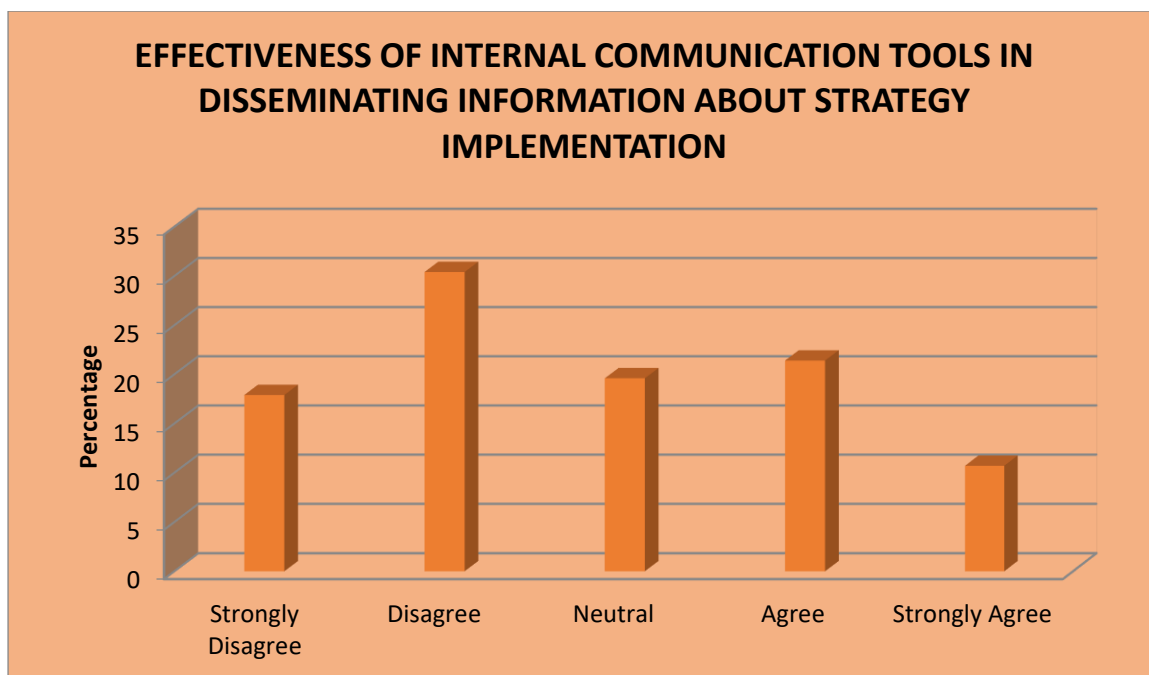 EFFECTIVENESS OF INTERNAL COMMUNICATION TOOLS IN
DISSEMINATING INFORMATION ABOUT STRATEGY
IMPLEMENTATION
Percentage
35
30
25
20
15
10
5
0
Strongly
Disagree
Disagree
Neutral
Agree
Strongly Agree